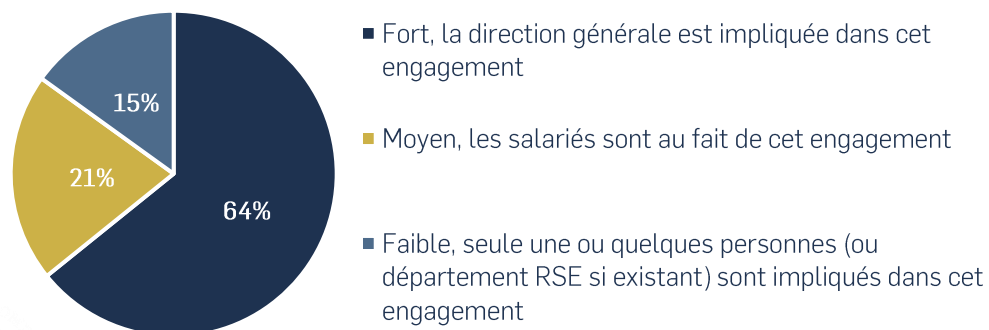 Fort, la direction générale est impliquée dans cet
engagement
Moyen, les salariés sont au fait de cet engagement
Faible, seule une ou quelques personnes (ou
département RSE si existant) sont impliqués dans cet
engagement
15%
21%
64%